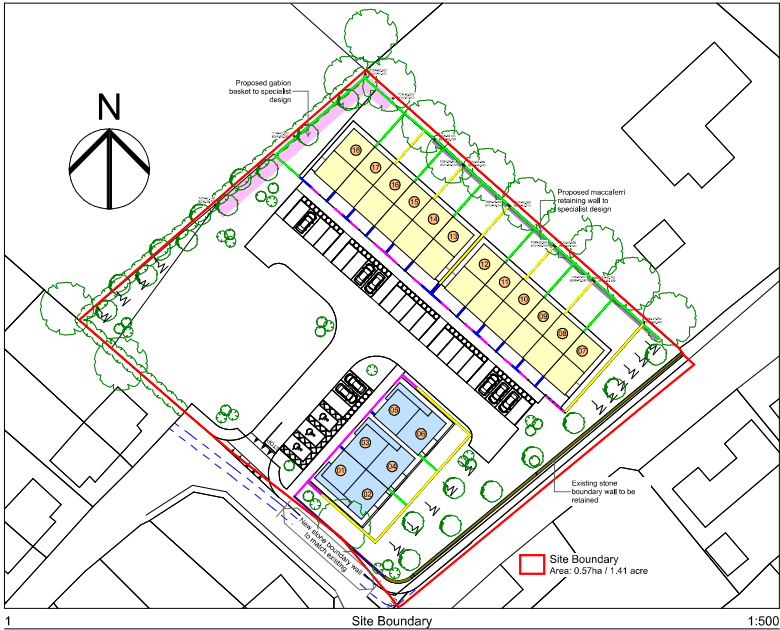 Proposed gabion
basket to specialist
design
N
Proposed maccaferri
retaining wall to
specialist design
18
17
16
15
14
13
12
11
10
09
08
07
05
06
03
04
01
02
Existing stone
boundary wall to be
retained
New stone boundary wall
to match existing
Site Boundary
Area: 0.57ha / 1.41 acre
1
Site Boundary
1:500